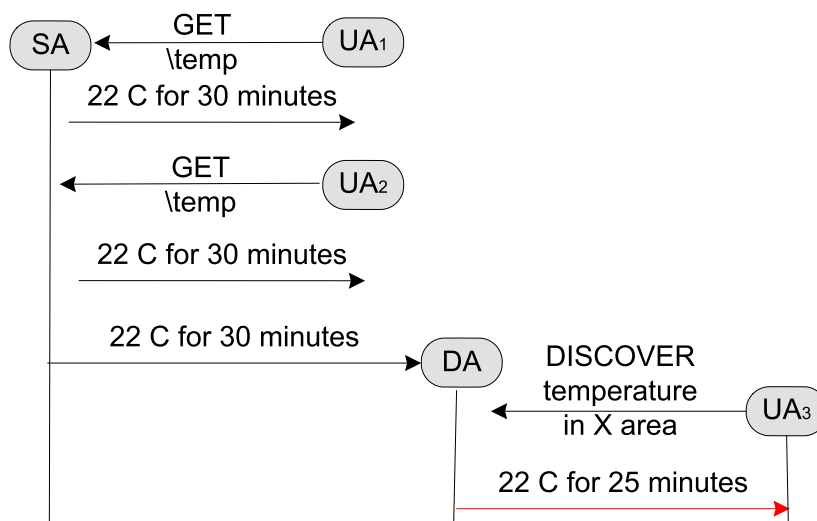 GET
SA
UA1
\temp
22 C for 30 minutes
GET
UA2
\temp
22 C for 30 minutes
22 C for 30 minutes
DA
DISCOVER
temperature
in X area
UA3
22 C for 25 minutes